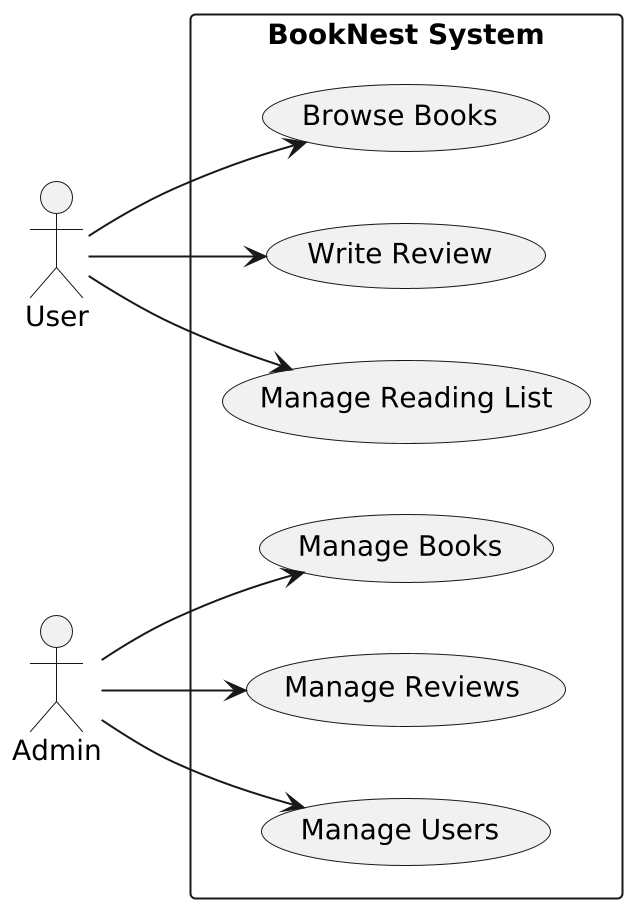 BookNest System
Browse Books
Write Review
User
Manage Reading List
Manage Books
Manage Reviews
Admin
Manage Users